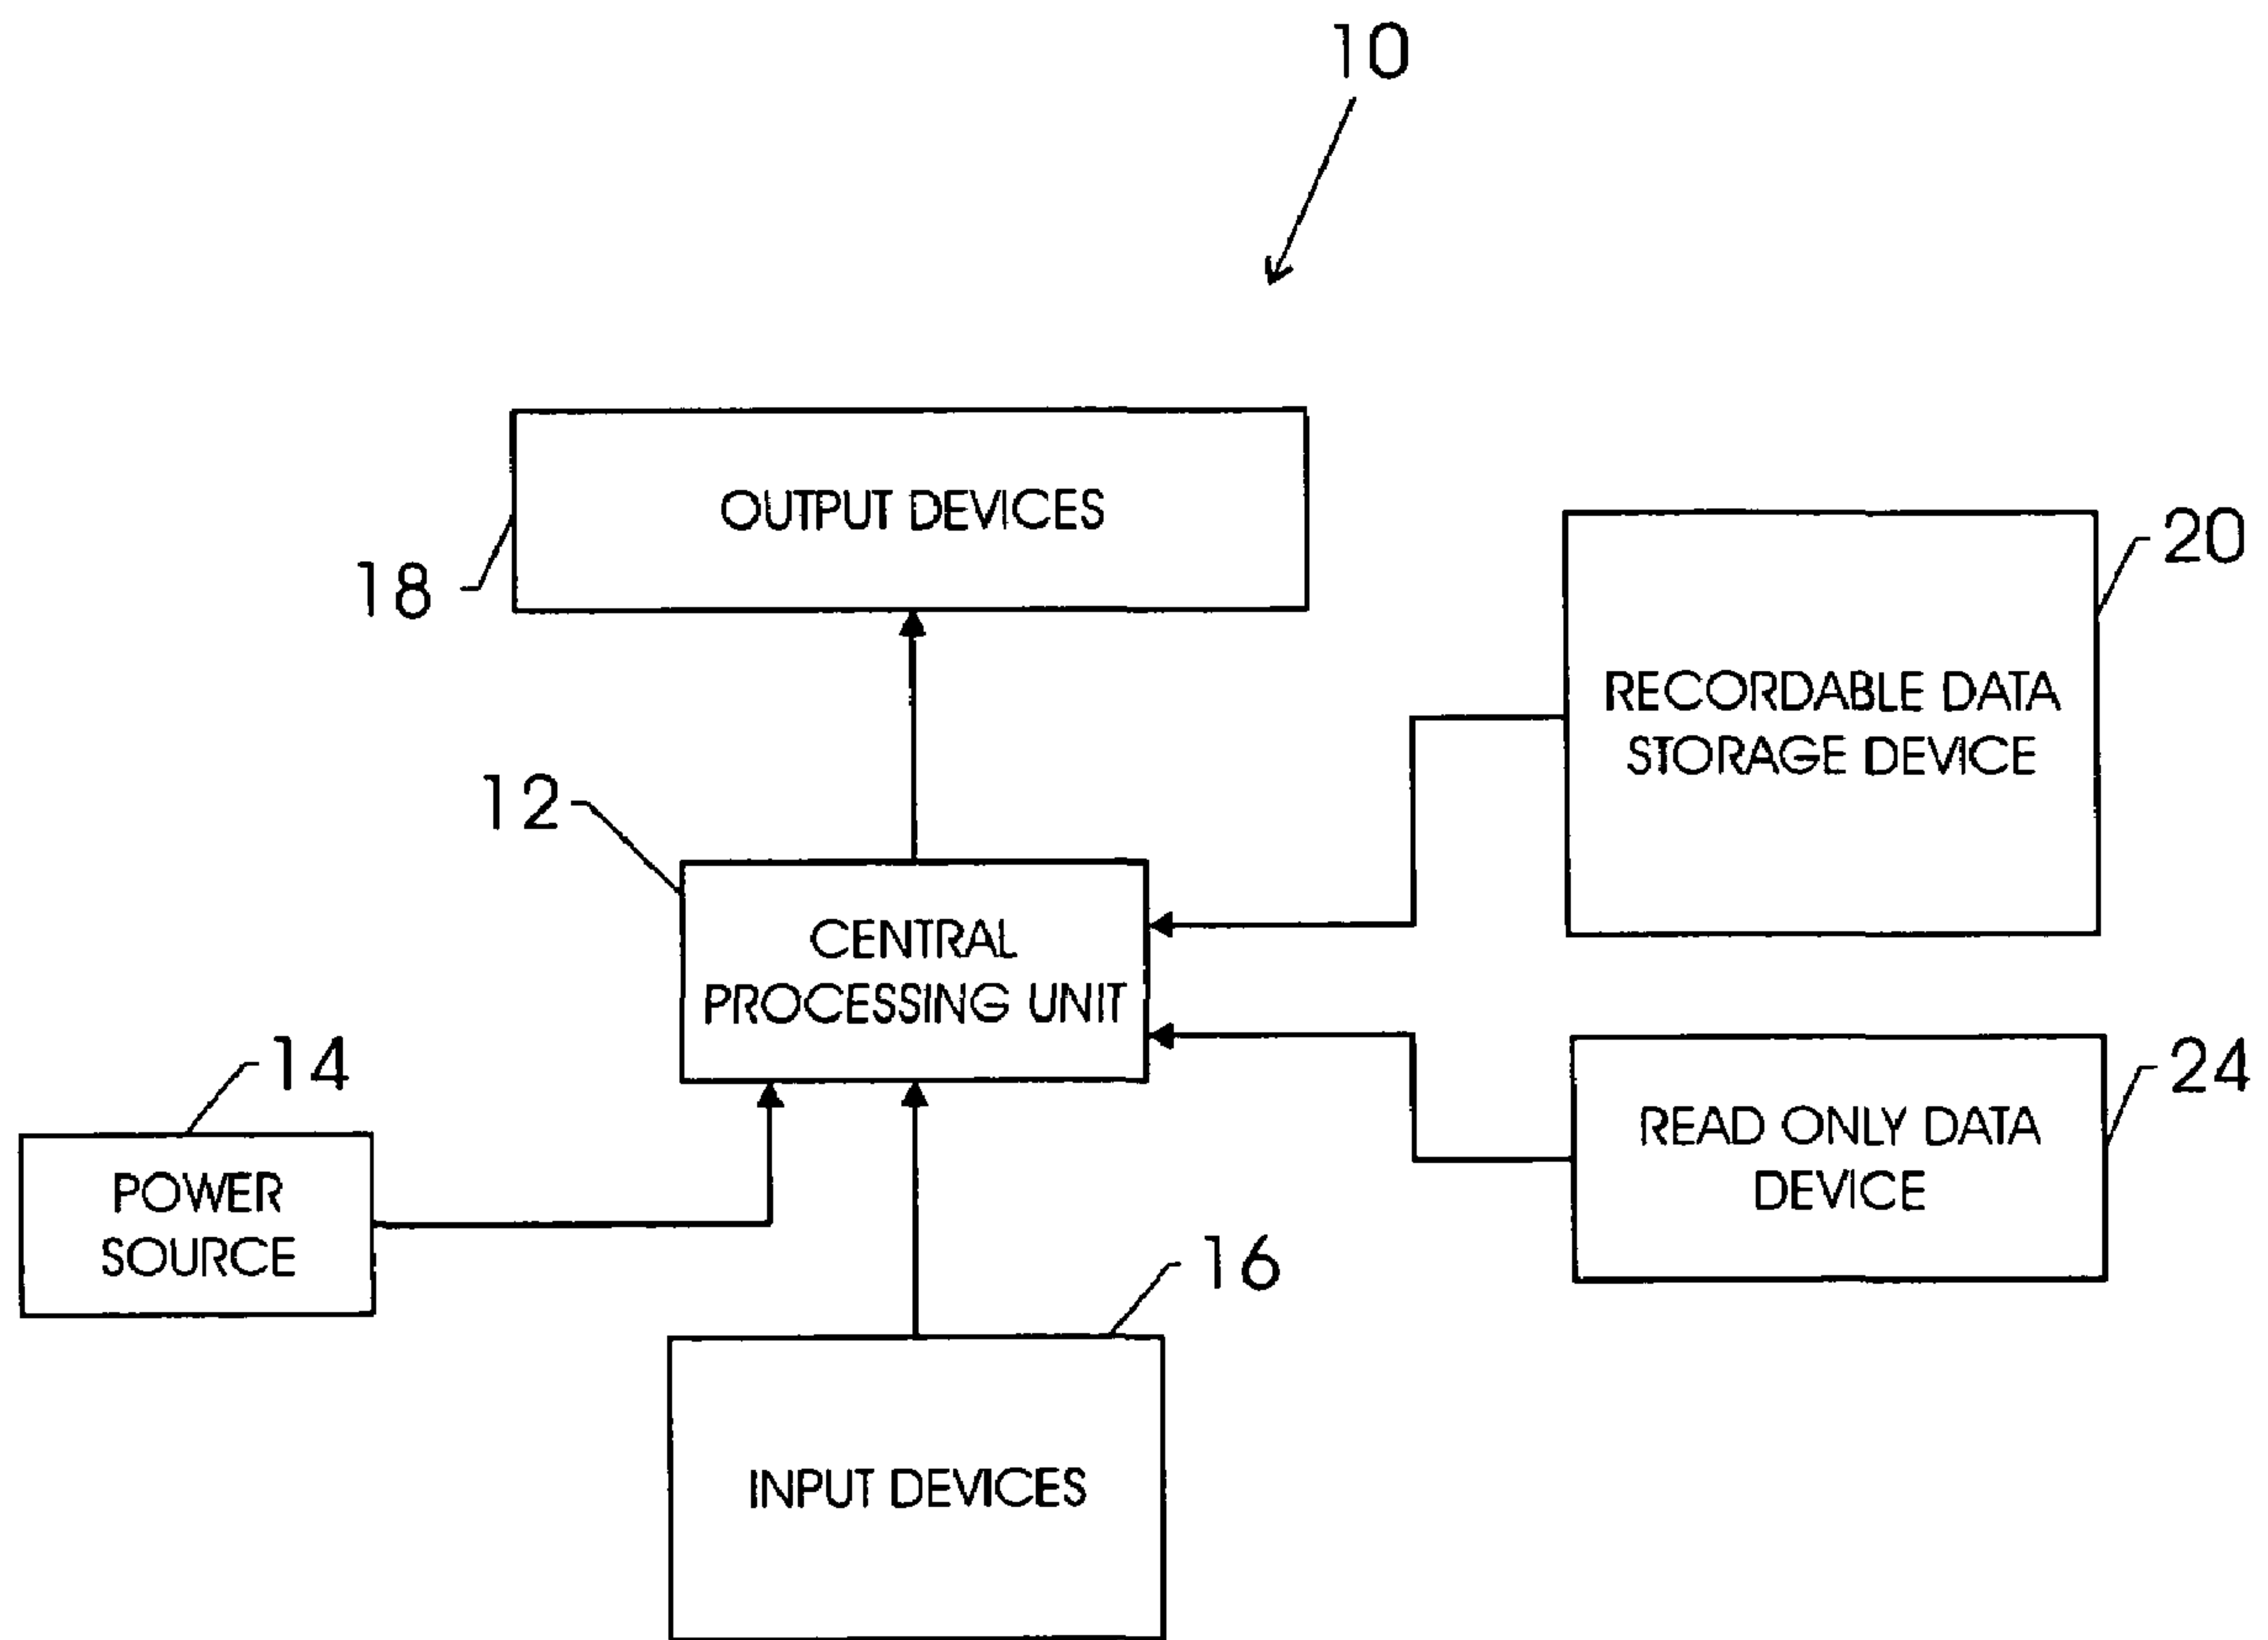 10
OUTPUT DEVICES
18
20
RECORDABLE DATA
STORAGE DEVICE
12
CENTRAL
PROCESSING UNIT
14
POWER
SOURCE
24
READ ONLY DATA
DEVICE
16
INPUT DEVICES